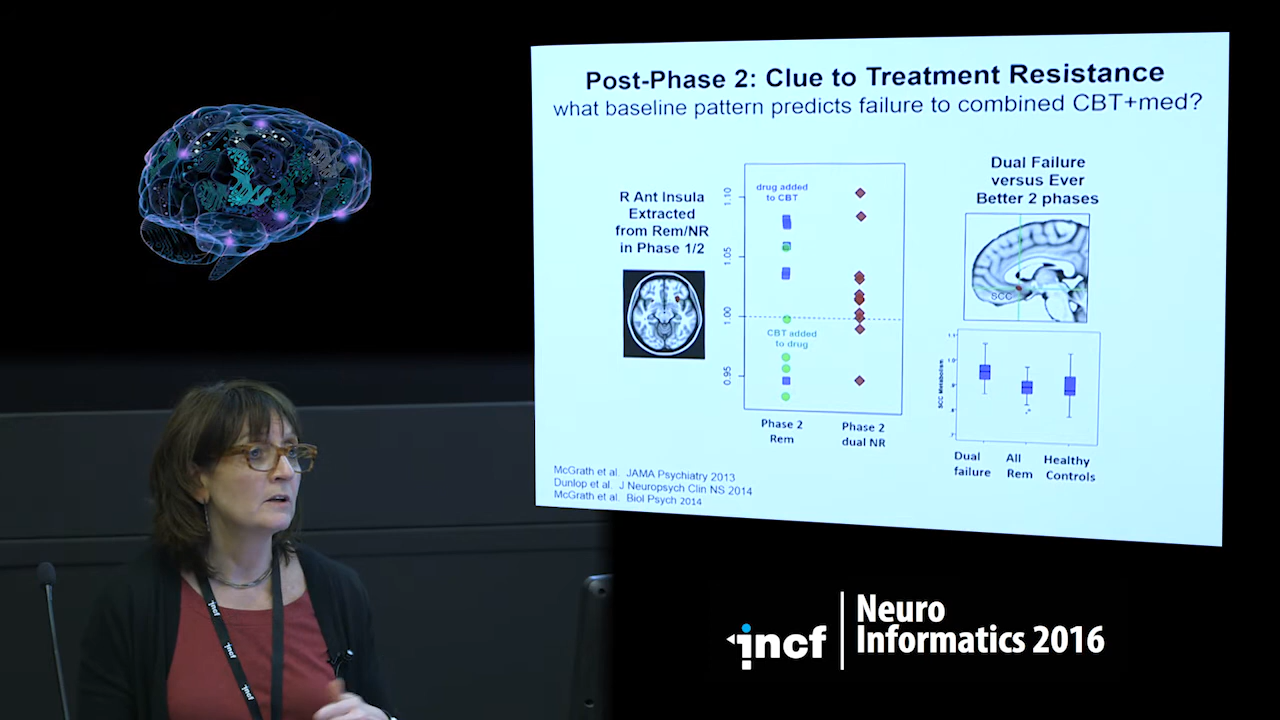 Post-Phase 2: Clue to Treatment Resistance
what baseline pattern predicts failure to combined CBT+med?
R Ant Insula
Extracted
from Rem/NR
in Phase 1/2
drug added
to CBT
1.10
1.05
1.00
0.95
CBT added
to drug
Phase 2
Rem
Phase 2
dual NR
Dual Failure
versus Ever
Better 2 phases
SCC
SCC Metabolism
Dual
failure
All
Rem
Healthy
Controls
McGrath et al. JAMA Psychiatry 2013
Dunlop et al. J Neuropsych Clin NS 2014
McGrath et al. Biol Psych 2014
incf
Neuro
Informatics 2016